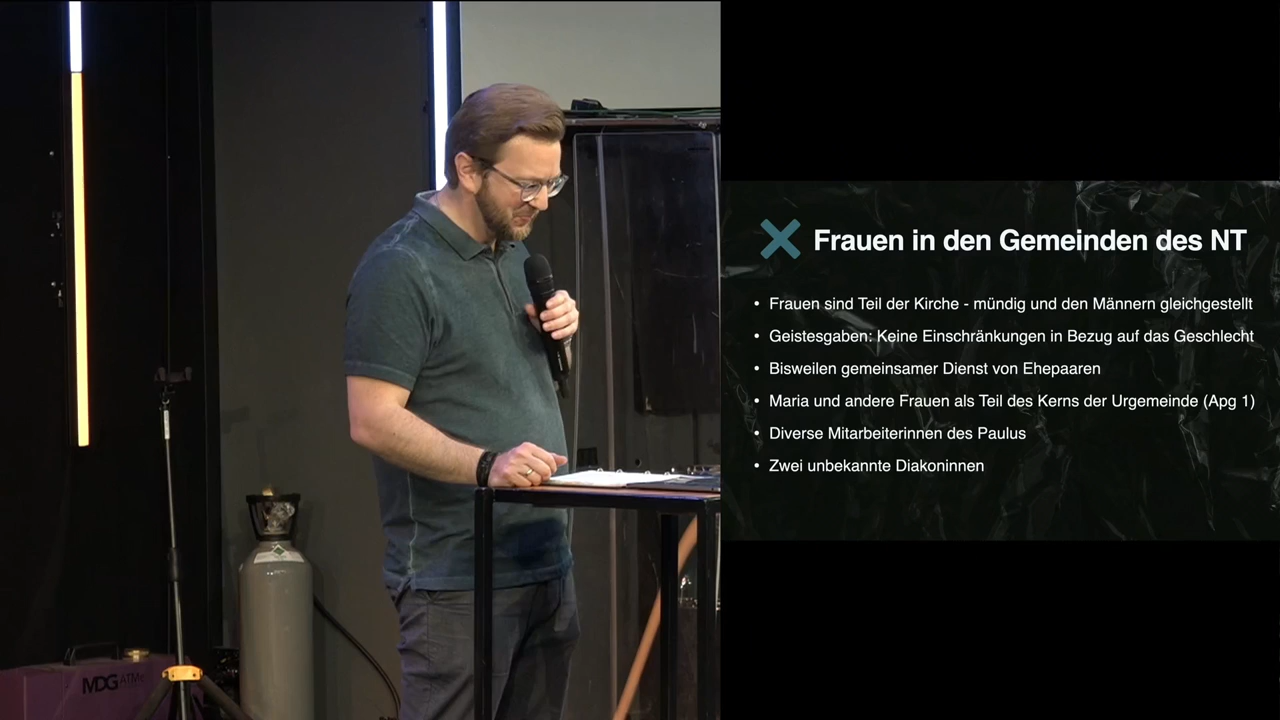 Frauen in den Gemeinden des NT
• Frauen sind Teil der Kirche - mündig und den Männern gleichgestellt
• Geistesgaben: Keine Einschränkungen in Bezug auf das Geschlecht
• Bisweilen gemeinsamer Dienst von Ehepaaren
• Maria und andere Frauen als Teil des Kerns der Urgemeinde (Apg 1)
• Diverse Mitarbeiterinnen des Paulus
• Zwei unbekannte Diakoninnen
MDG